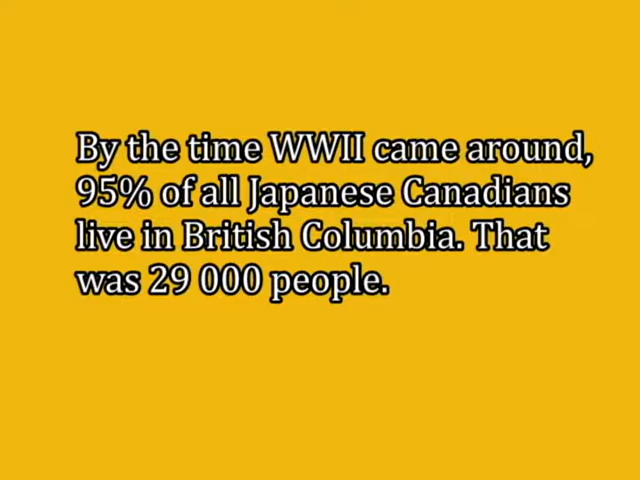 By the time WWII came around,
95% of all Japanese Canadians
live in British Columbia. That
was 29 000 people.